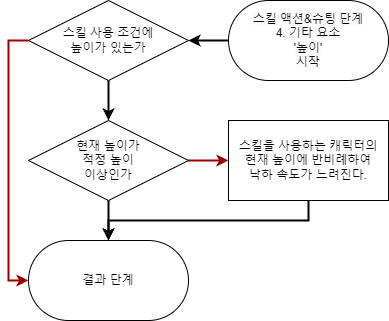 스킬 사용 조건에
높이가 있는가
스킬 액션&슈팅 단계
4. 기타 요소
'높이'
시작
현재 높이가
적정 높이
이상인가
스킬을 사용하는 캐릭터의
현재 높이에 반비례하여
낙하 속도가 느려진다.
결과 단계